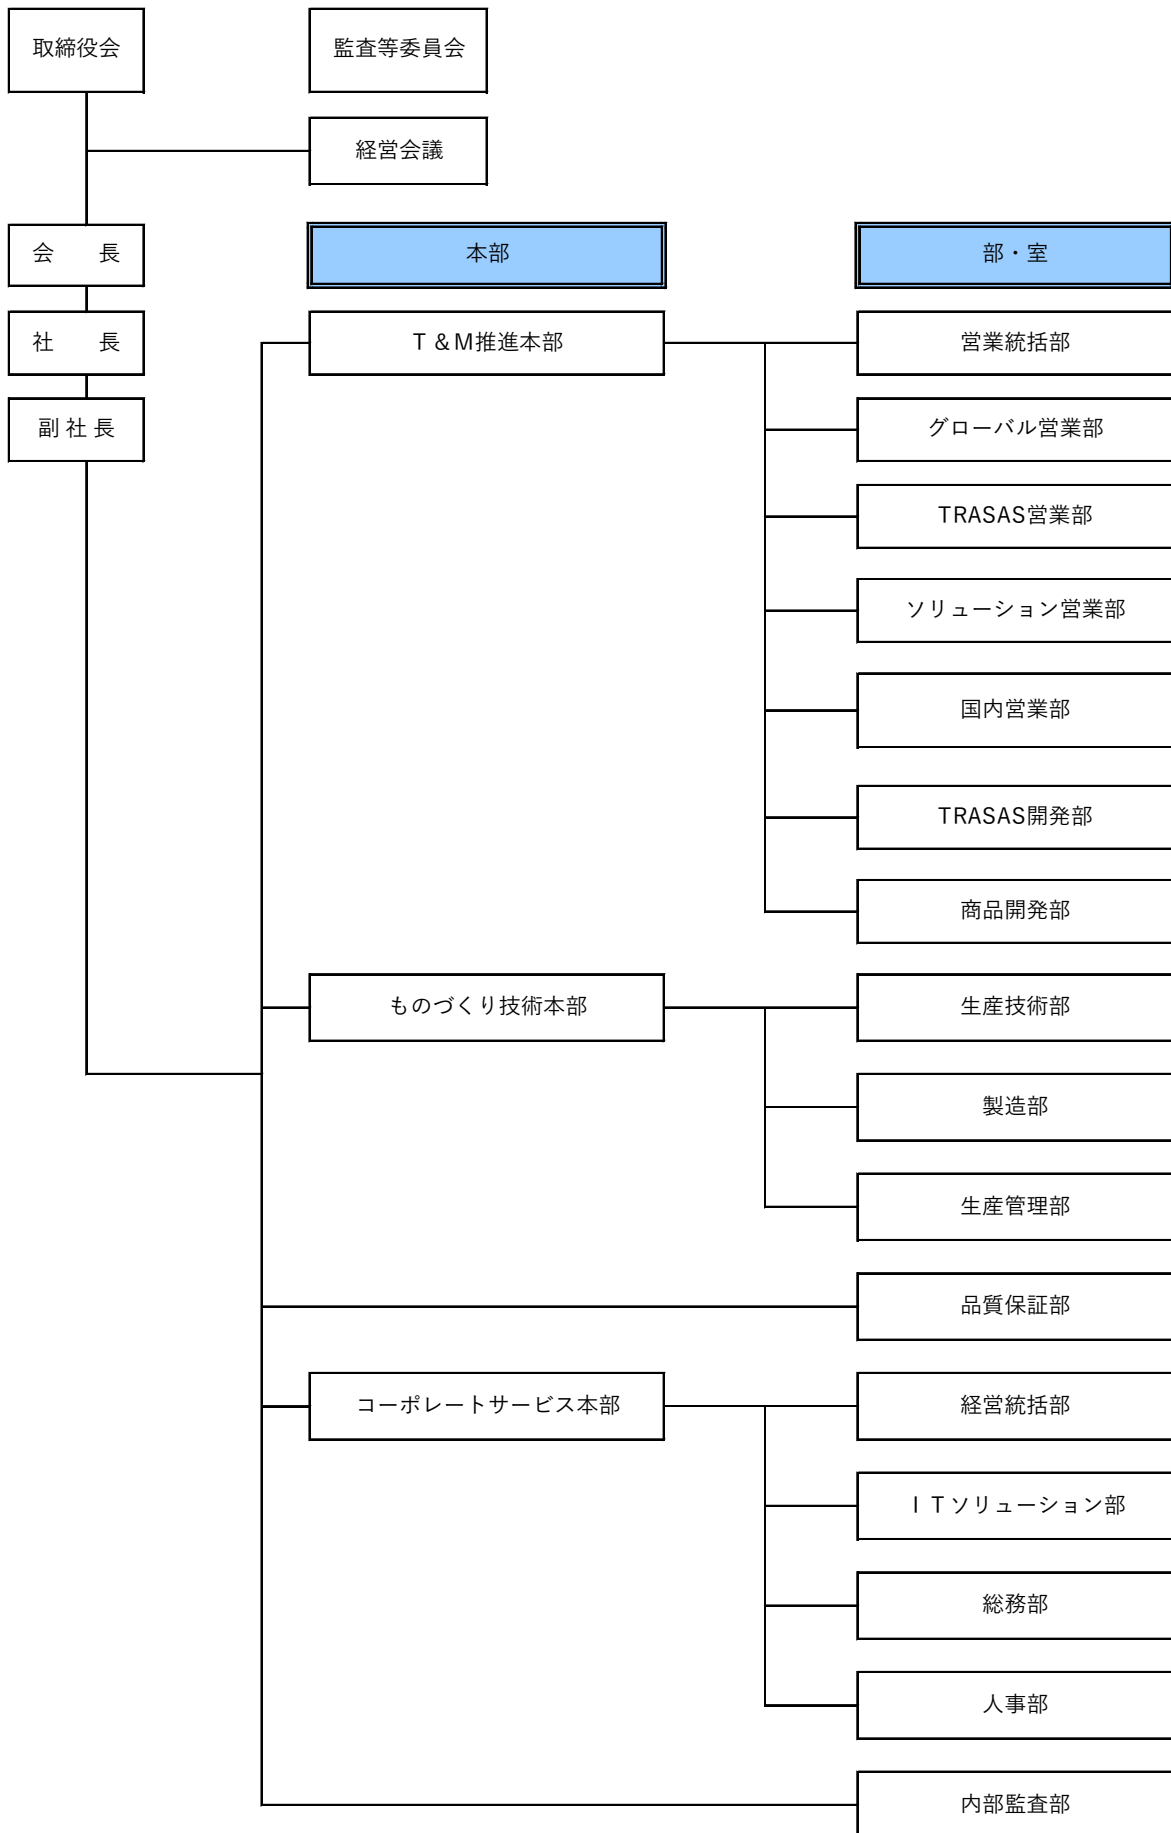 取締役会
監査等委員会
経営会議
会　　長
本部
部・室
社　　長
Ｔ＆Ｍ推進本部
営業統括部
副 社 長
グローバル営業部
TRASAS営業部
ソリューション営業部
国内営業部
TRASAS開発部
商品開発部
ものづくり技術本部
生産技術部
製造部
生産管理部
品質保証部
コーポレートサービス本部
経営統括部
ＩＴソリューション部
総務部
人事部
内部監査部